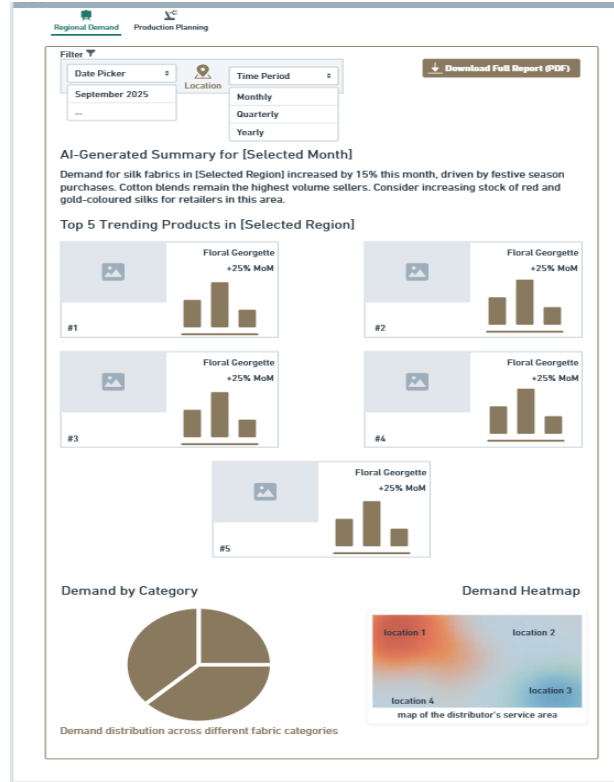 Regional Demand
Production Planning
Filter
Date Picker
September 2025
...
Location
Time Period
Monthly
Quarterly
Yearly
Download Full Report (PDF)
AI-Generated Summary for [Selected Month]
Demand for silk fabrics in [Selected Region] increased by 15% this month, driven by festive season
purchases. Cotton blends remain the highest volume sellers. Consider increasing stock of red and
gold-coloured silks for retailers in this area.
Top 5 Trending Products in [Selected Region]
Floral Georgette
+25% MoM
#1
Floral Georgette
+25% MoM
#2
Floral Georgette
+25% MoM
#3
Floral Georgette
+25% MoM
#4
Floral Georgette
+25% MoM
#5
Demand by Category
Demand distribution across different fabric categories
Demand Heatmap
location 1
location 2
location 3
location 4
map of the distributor's service area